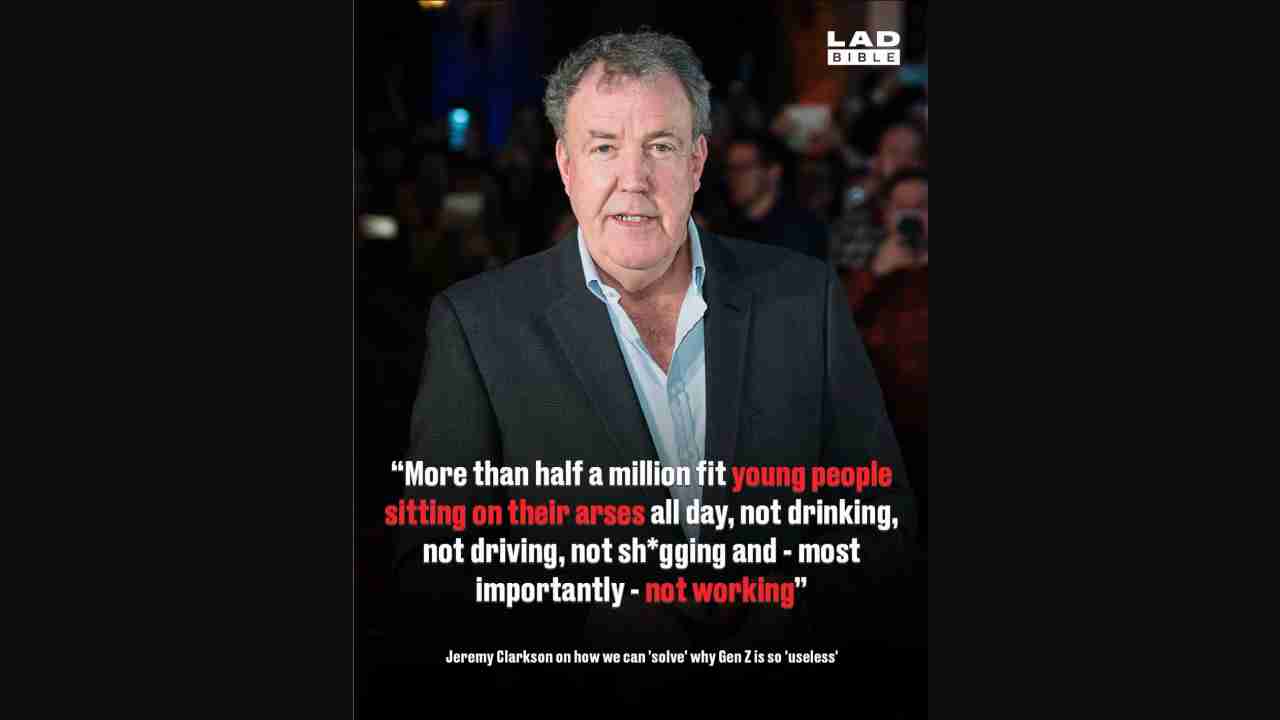 LAD
BIBLE
“More than half a million fit young people
sitting on their arses all day, not drinking,
not driving, not sh*gging and - most
importantly - not working”
Jeremy Clarkson on how we can 'solve' why Gen Z is so 'useless'